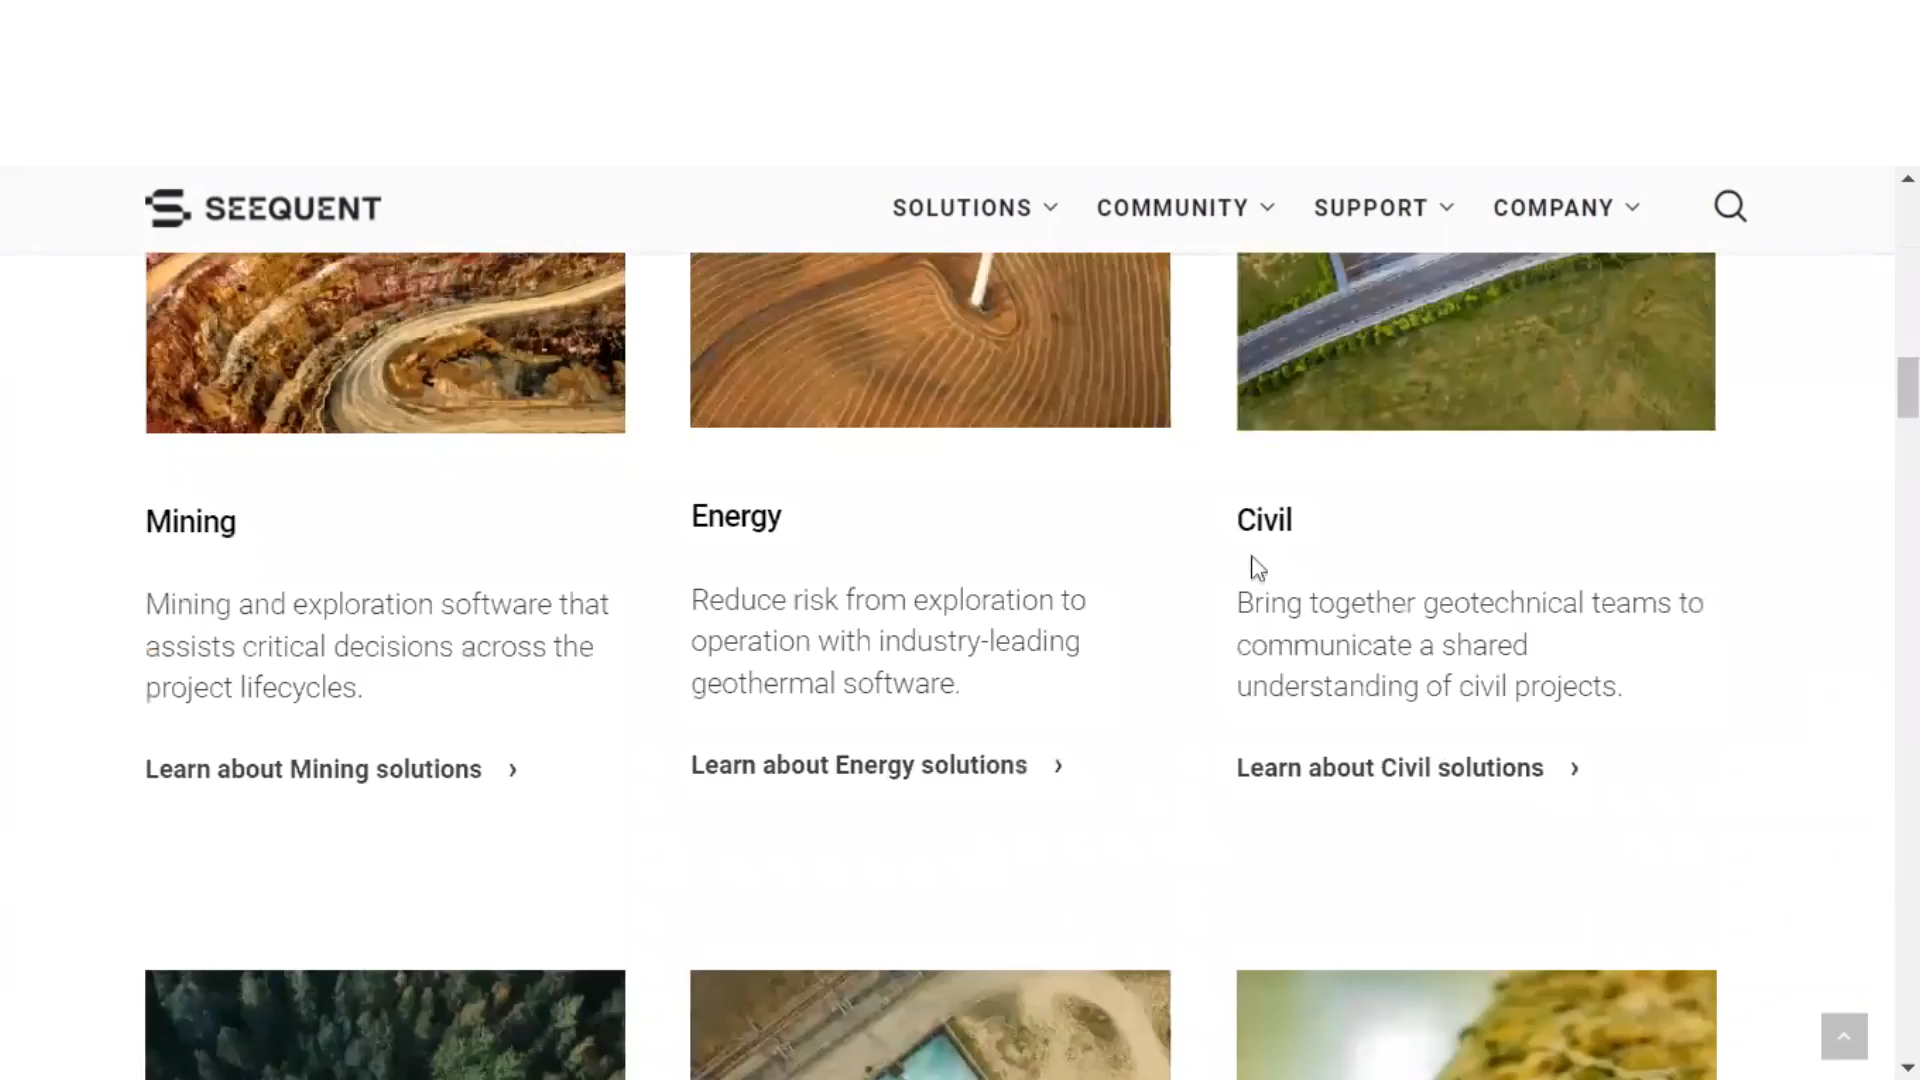 SEEQUENT
SOLUTIONS COMMUNITY SUPPORT COMPANY
Mining
Mining and exploration software that
assists critical decisions across the
project lifecycles.
Learn about Mining solutions ›
Energy
Reduce risk from exploration to
operation with industry-leading
geothermal software.
Learn about Energy solutions ›
Civil
Bring together geotechnical teams to
communicate a shared
understanding of civil projects.
Learn about Civil solutions ›